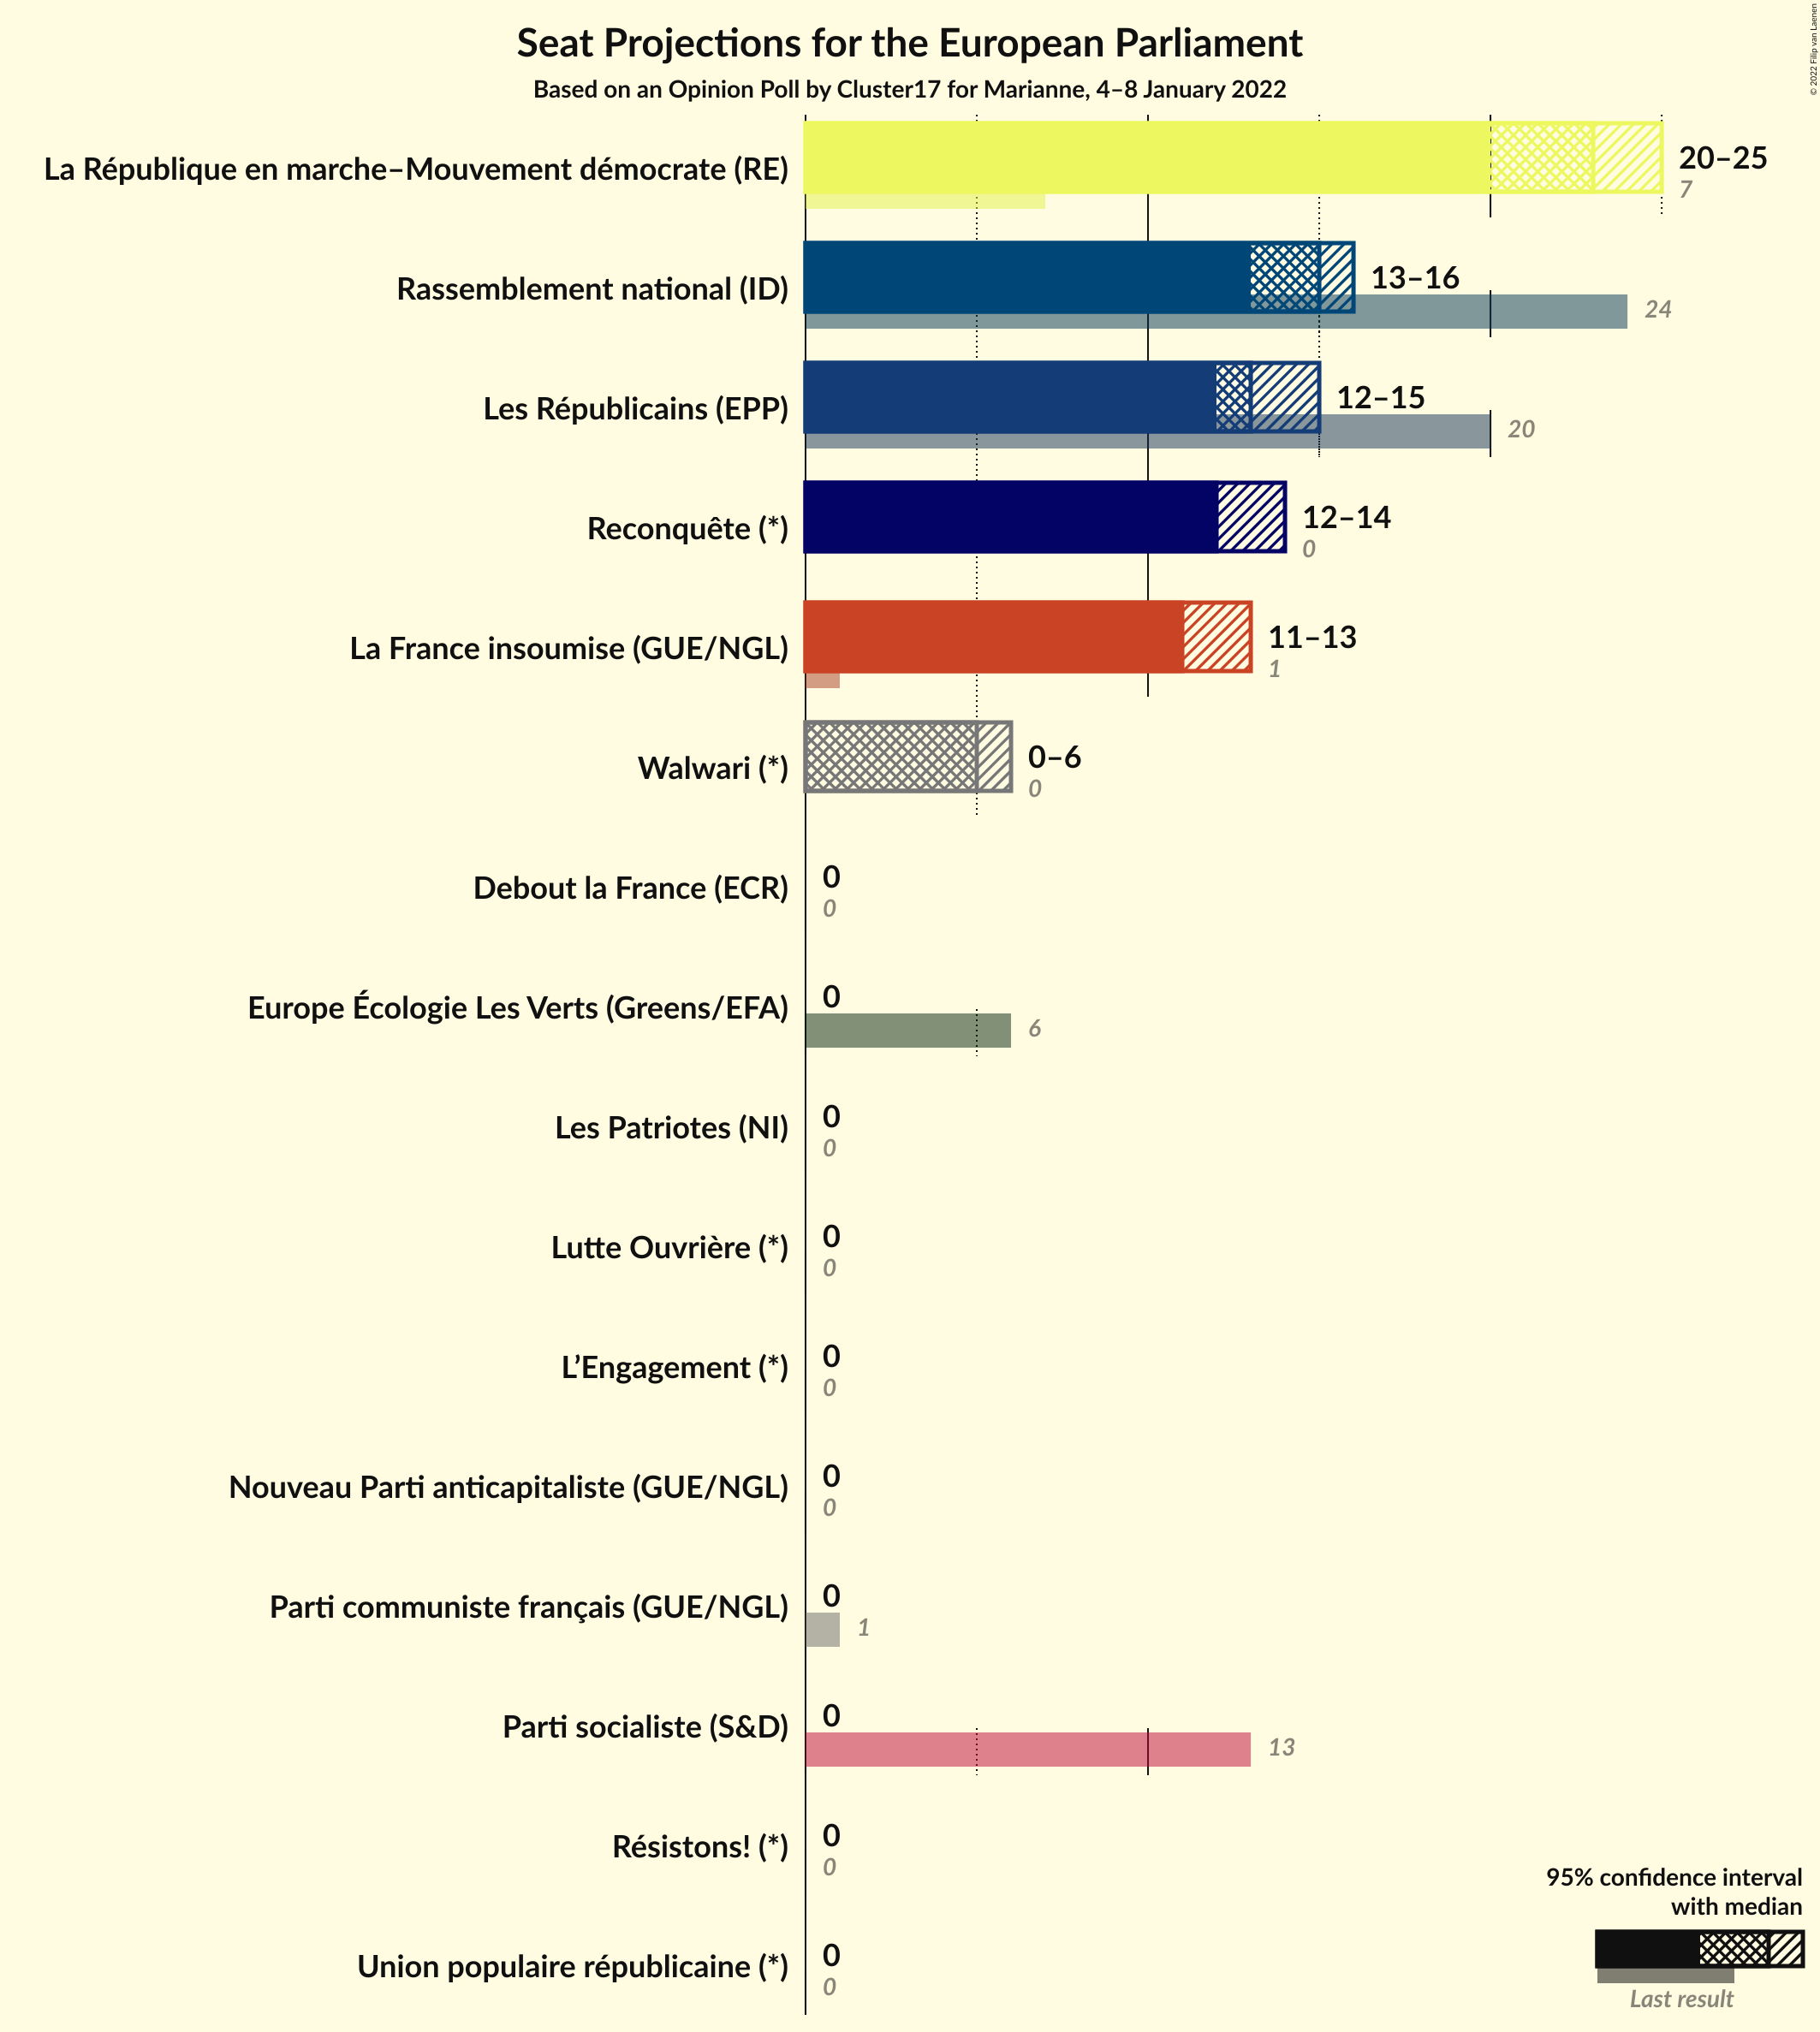 Seat Projections for the European Parliament
Based on an Opinion Poll by Cluster17 for Marianne, 4–8 January 2022
© 2022 Filip van Laenen
La République en marche–Mouvement démocrate (RE)
20–25
7
Rassemblement national (ID)
13–16
24
Les Républicains (EPP)
12–15
20
Reconquête (*)
12–14
0
La France insoumise (GUE/NGL)
11–13
1
Walwari (*)
0–6
0
Debout la France (ECR)
0
0
Europe Écologie Les Verts (Greens/EFA)
0
6
Les Patriotes (NI)
0
0
Lutte Ouvrière (*)
0
0
L’Engagement (*)
0
0
Nouveau Parti anticapitaliste (GUE/NGL)
0
0
Parti communiste français (GUE/NGL)
0
1
Parti socialiste (S&D)
0
13
Résistons! (*)
0
0
Union populaire républicaine (*)
0
0
95% confidence interval
with median
Last result